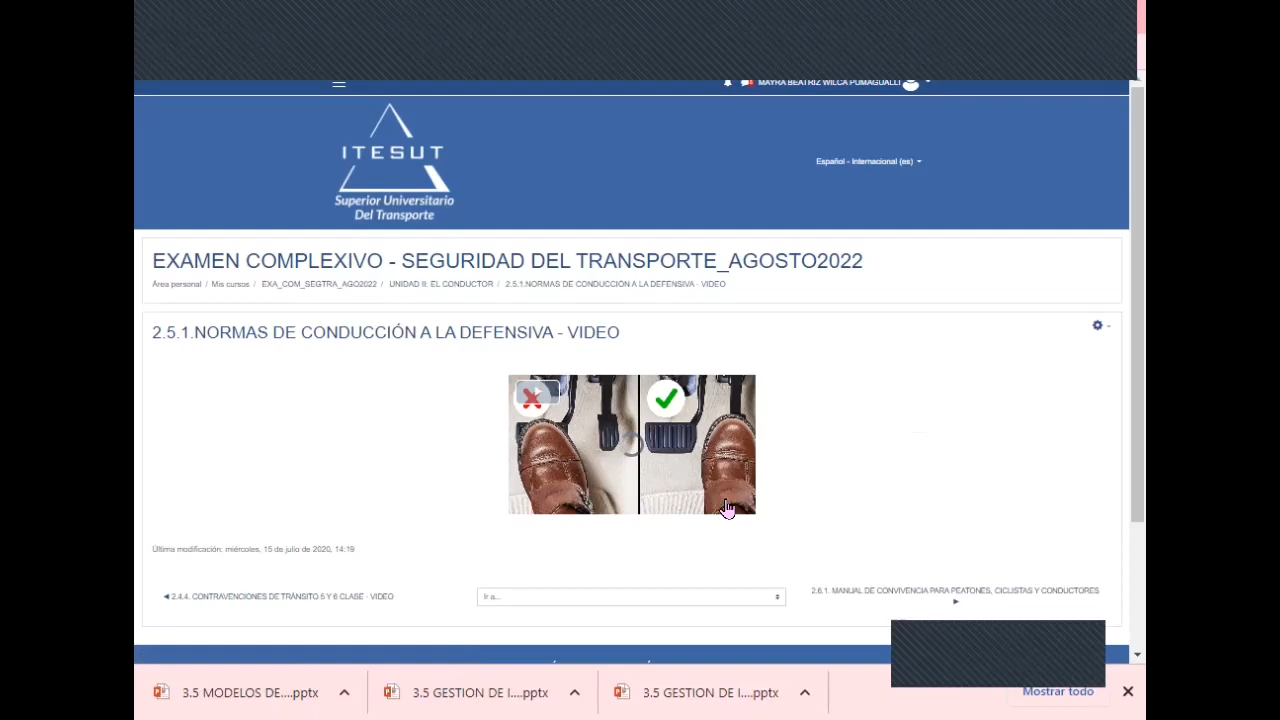 MAYRA BEATRIZ WILCA PUMAGUALLI
ITESUT
Superior Universitario
Del Transporte
Español - Internacional (es)
EXAMEN COMPLEXIVO - SEGURIDAD DEL TRANSPORTE_AGOSTO2022
Área personal / Mis cursos / EXA_COM_SEGTRA_AGO2022 / UNIDAD II: EL CONDUCTOR / 2.5.1.NORMAS DE CONDUCCIÓN A LA DEFENSIVA - VIDEO
2.5.1.NORMAS DE CONDUCCIÓN A LA DEFENSIVA - VIDEO
Última modificación: miércoles, 15 de julio de 2020, 14:19
◀ 2.4.4. CONTRAVENCIONES DE TRÁNSITO 5 Y 6 CLASE - VIDEO
Ir a...
2.6.1. MANUAL DE CONVIVENCIA PARA PEATONES, CICLISTAS Y CONDUCTORES
▶
3.5 MODELOS DE....pptx
3.5 GESTION DE I....pptx
3.5 GESTION DE I....pptx
Mostrar todo